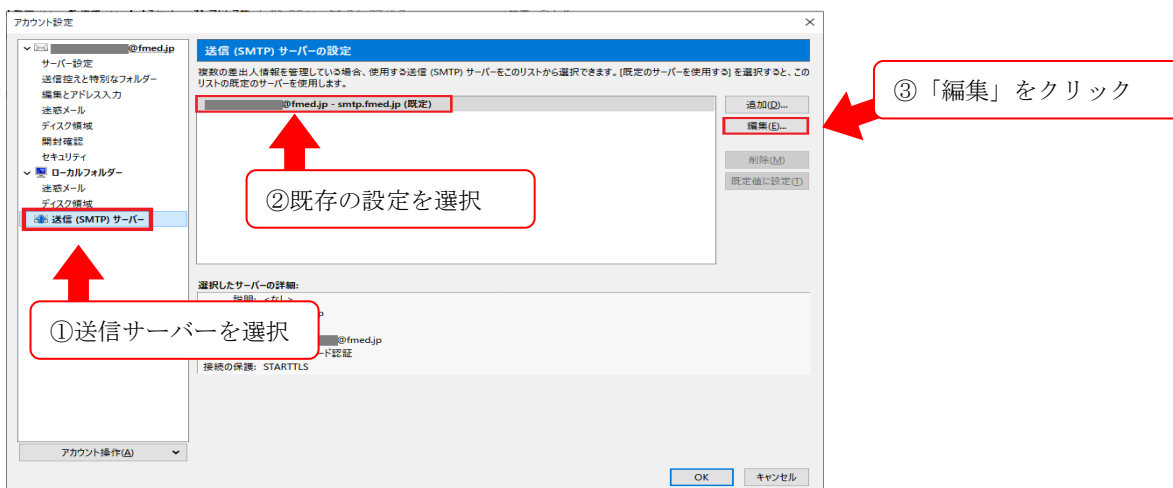 アカウント設定
@fmed.jp
サーバー設定
送信控えと特別なフォルダー
編集とアドレス入力
迷惑メール
ディスク領域
開封確認
セキュリティ
ローカルフォルダー
迷惑メール
ディスク領域
送信 (SMTP) サーバー
アカウント操作(A)
送信 (SMTP) サーバーの設定
複数の差出人情報を管理している場合、使用する送信 (SMTP) サーバーをこのリストから選択できます。[既定のサーバーを使用する] を選択すると、この
リストの既定のサーバーを使用します。
@fmed.jp - smtp.fmed.jp (既定)
追加(D)...
編集(E)...
削除(M)
既定値に設定(T)
③「編集」をクリック
②既存の設定を選択
①送信サーバーを選択
選択したサーバーの詳細:
説明: <なし>
@fmed.jp
ード認証
接続の保護: STARTTLS
OK
キャンセル